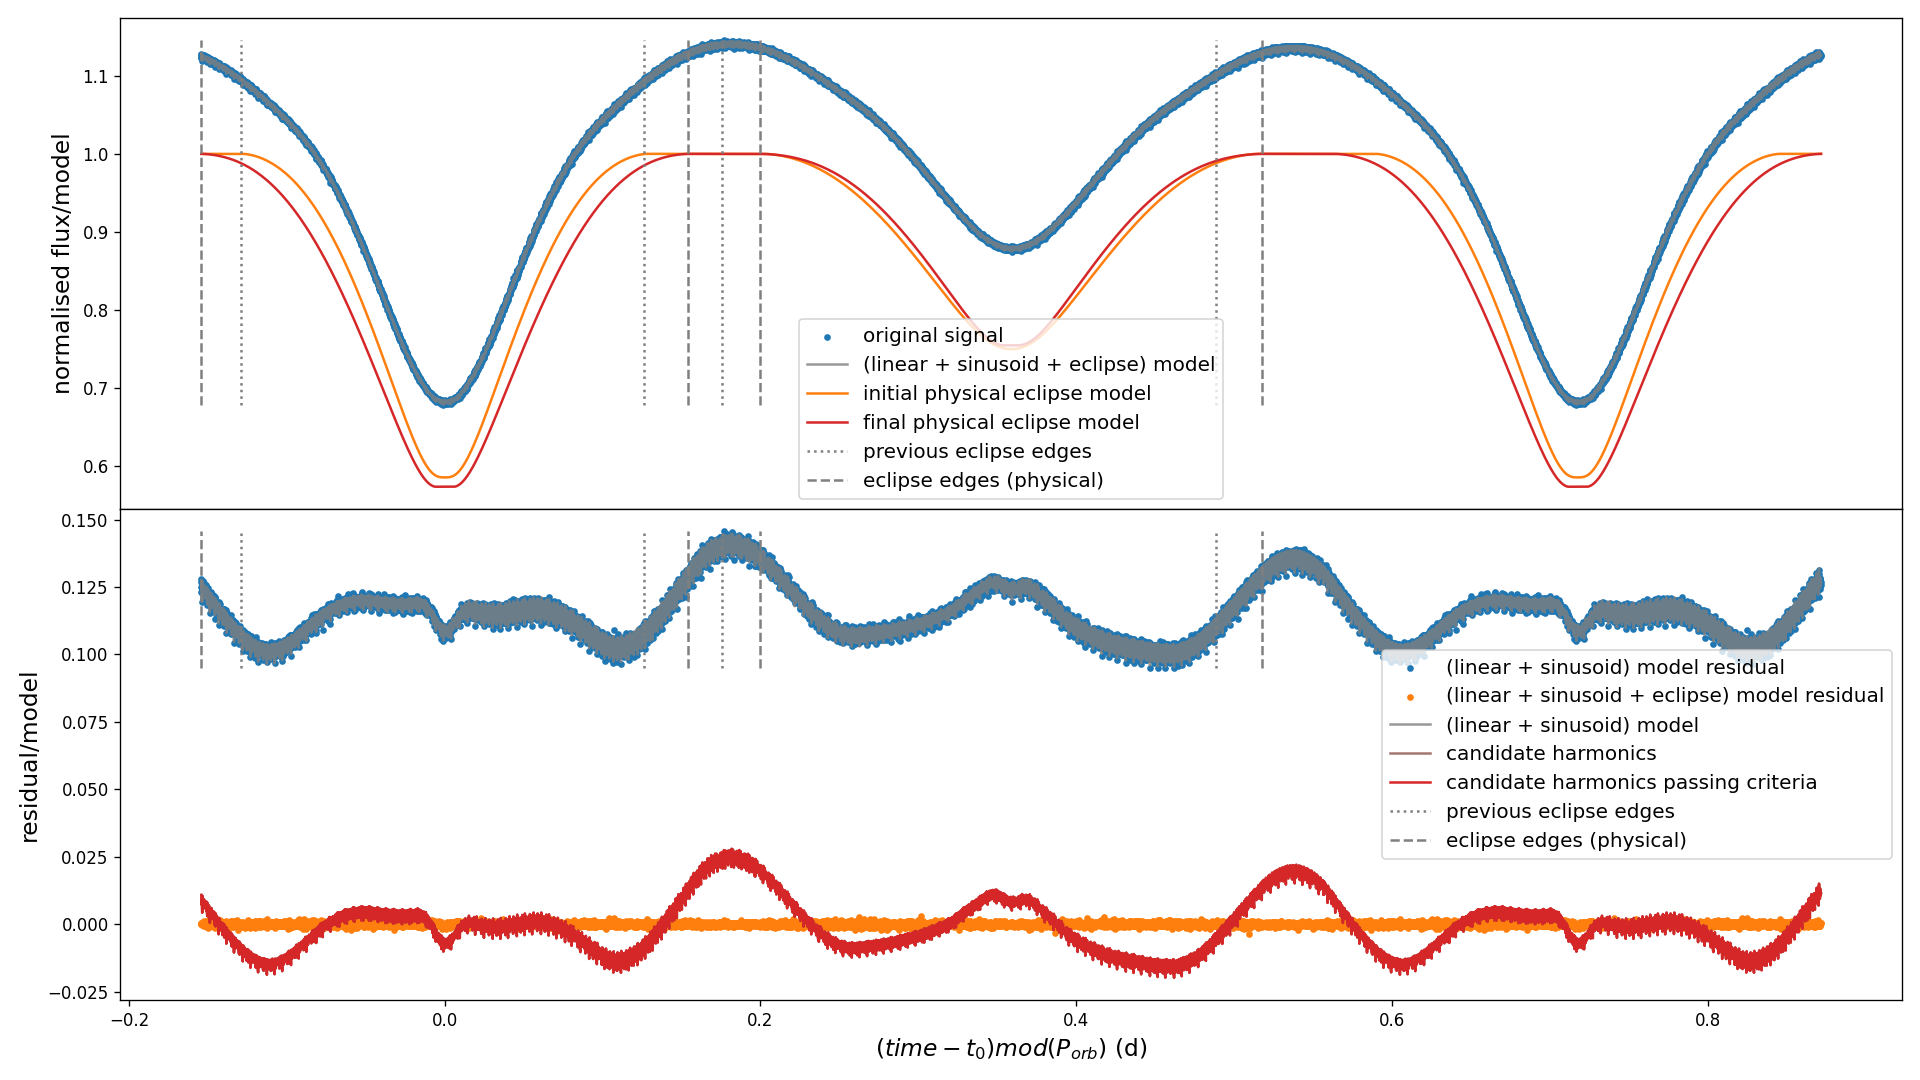 normalised flux/model
1.1
1.0
0.9
0.8
0.7
0.6
original signal
(linear + sinusoid + eclipse) model
initial physical eclipse model
final physical eclipse model
previous eclipse edges
eclipse edges (physical)
residual/model
0.150
0.125
0.100
0.075
0.050
0.025
0.000
−0.025
(linear + sinusoid) model residual
(linear + sinusoid + eclipse) model residual
(linear + sinusoid) model
candidate harmonics
candidate harmonics passing criteria
previous eclipse edges
eclipse edges (physical)
−0.2 0.0 0.2 0.4 0.6 0.8
(time − t0)mod(Porb) (d)